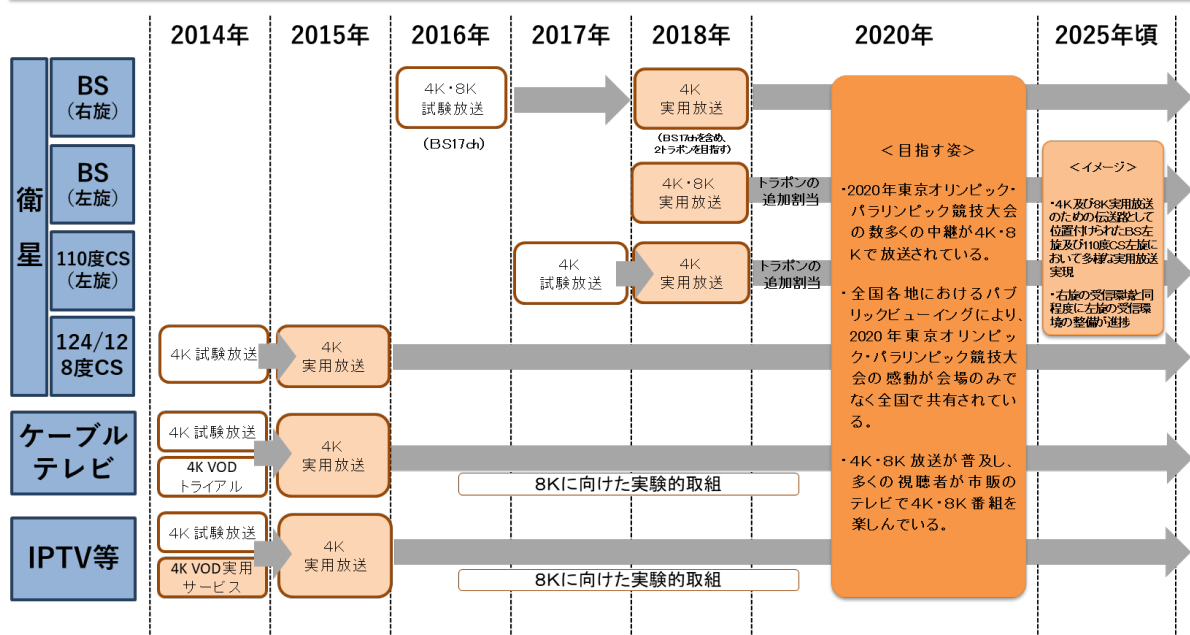 2014年
2015年
2016年
2017年
2018年
2020年
2025年頃
衛
星
BS
（右旋）
4K・8K
試験放送
（BS17ch）
4K
実用放送
（BS17chを含め、
2トラポンを目指す）
BS
（左旋）
4K・8K
実用放送
トラポンの
追加割当
110度CS
（左旋）
4K
試験放送
4K
実用放送
トラポンの
追加割当
124/12
8度CS
4K 試験放送
4K
実用放送
ケーブル
テレビ
4K 試験放送
4K VOD
トライアル
4K
実用放送
8Kに向けた実験的取組
IPTV等
4K 試験放送
4K VOD実用
サービス
4K
実用放送
8Kに向けた実験的取組
＜目指す姿＞
・2020年東京オリンピック・
パラリンピック競技大会
の数多くの中継が4K・8
Kで放送されている。
・全国各地におけるパブ
リックビューイングにより、
2020年東京オリンピッ
ク・パラリンピック競技大
会の感動が会場のみで
なく全国で共有されてい
る。
・4K・8K放送が普及し、
多くの視聴者が市販の
テレビで4K・8K番組を
楽しんでいる。
＜イメージ＞
・4K及び8K実用放送
のための伝送路として
位置付けられたBS左
旋及び110度CS左旋に
おいて多様な実用放送
実現
・右旋の受信環境と同
程度に左旋の受信環
境の整備が進捗